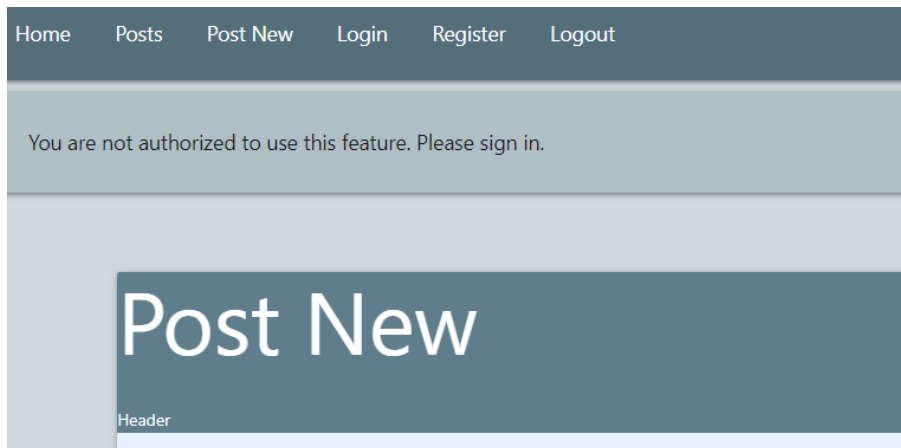 Home Posts Post New Login Register Logout
You are not authorized to use this feature. Please sign in.
Post New
Header